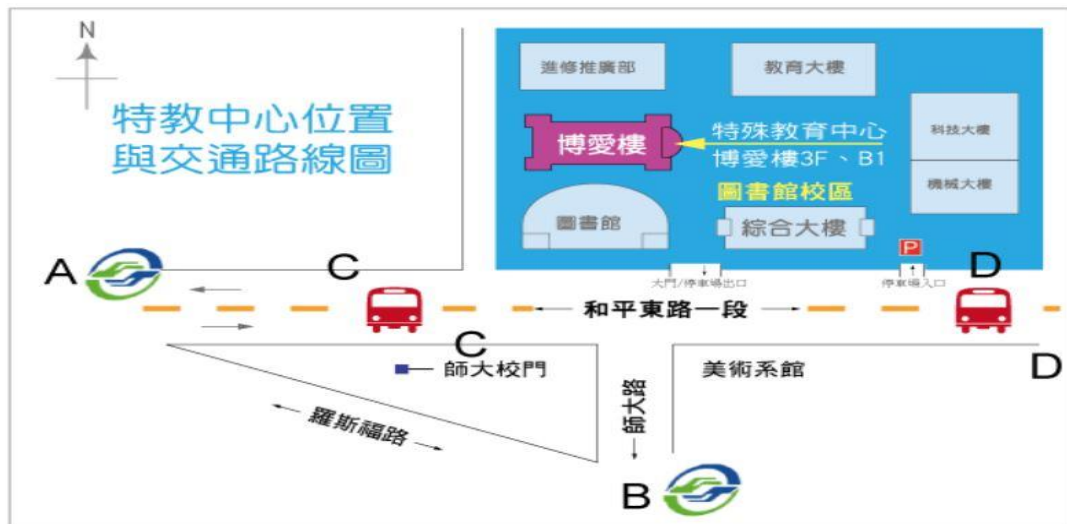 N
特教中心位置
與交通路線圖
進修推廣部
教育大樓
博愛樓
特殊教育中心
博愛樓3F、B1
科技大樓
機械大樓
圖書館校區
圖書館
綜合大樓
P
大門/停車場出口
停車場入口
A
C
D
和平東路一段
C
D
師大校門
美術系館
羅斯福路
師大路
B